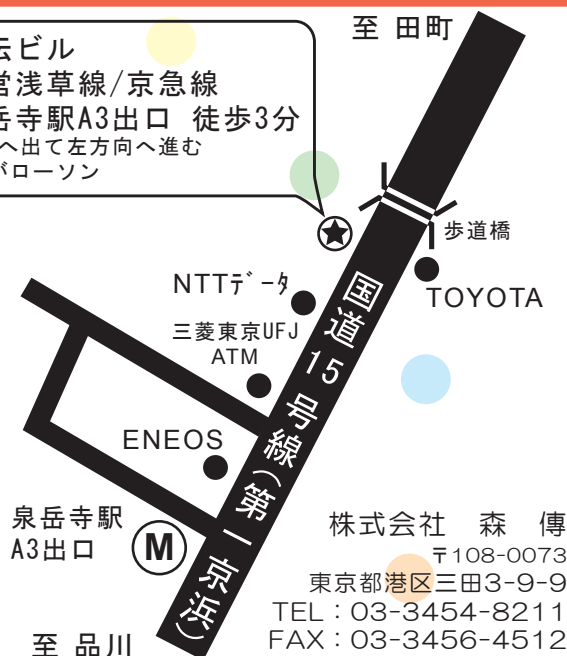 至 田町
ビル
浅草線/京急線
岳寺駅A3出口 徒歩3分
へ出て左方向へ進む
ローソン
歩道橋
TOYOTA
NTTデータ
三菱東京UFJ
ATM
国道15号線(第一京浜)
ENEOS
泉岳寺駅
A3出口
M
至 品川
株式会社 森 傳
〒108-0073
東京都港区三田3-9-9
TEL:03-3454-8211
FAX:03-3456-4512